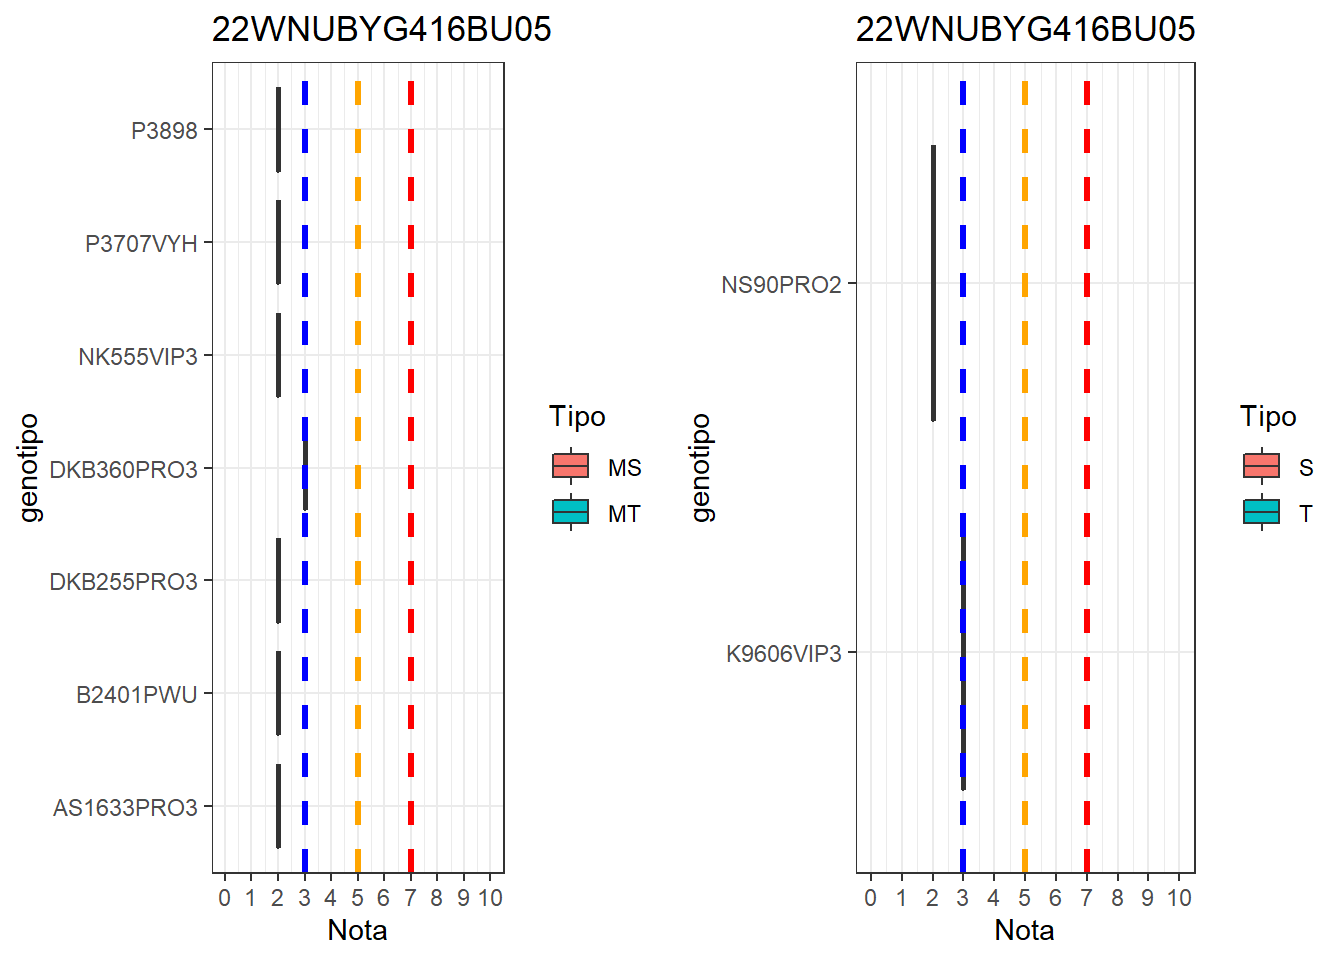 22WNUBYG416BU05
P3898
P3707VYH
NK555VIP3
DKB360PRO3
DKB255PRO3
B2401PWU
AS1633PRO3
genotipo
0 1 2 3 4 5 6 7 8 9 10
Nota
Tipo
MS
MT
22WNUBYG416BU05
NS90PRO2
K9606VIP3
genotipo
0 1 2 3 4 5 6 7 8 9 10
Nota
Tipo
S
T